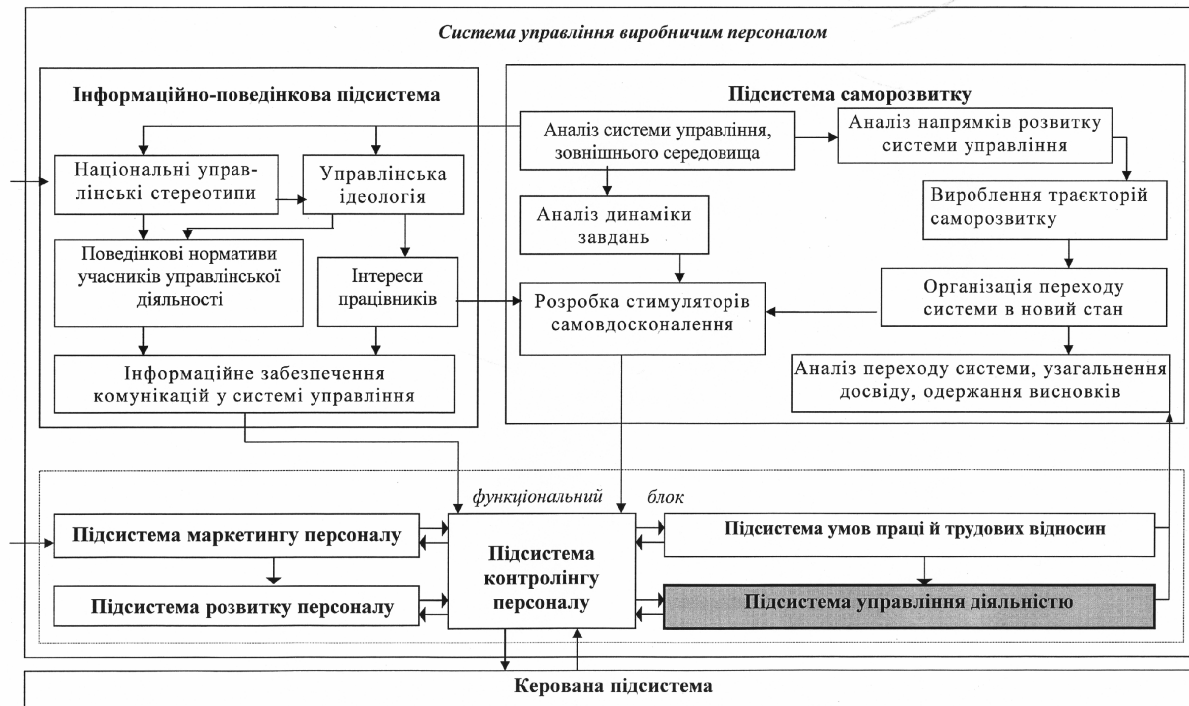 Система управління виробничим персоналом
Інформаційно-поведінкова підсистема
Національні управ-
лінські стереотипи
Управлінська
ідеологія
Поведінкові нормативи
учасників управлінської
діяльності
Інтереси
працівників
Інформаційне забезпечення
комунікацій у системі управління
Підсистема саморозвитку
Аналіз системи управління,
зовнішнього середовища
Аналіз напрямків розвитку
системи управління
Аналіз динаміки
завдань
Вироблення траєкторій
саморозвитку
Розробка стимуляторів
самовдосконалення
Організація переходу
системи в новий стан
Аналіз переходу системи, узагальнення
досвіду, одержання висновків
функціональний блок
Підсистема маркетингу персоналу
Підсистема розвитку персоналу
Підсистема
контролінгу
персоналу
Підсистема умов праці й трудових відносин
Підсистема управління діяльністю
Керована підсистема